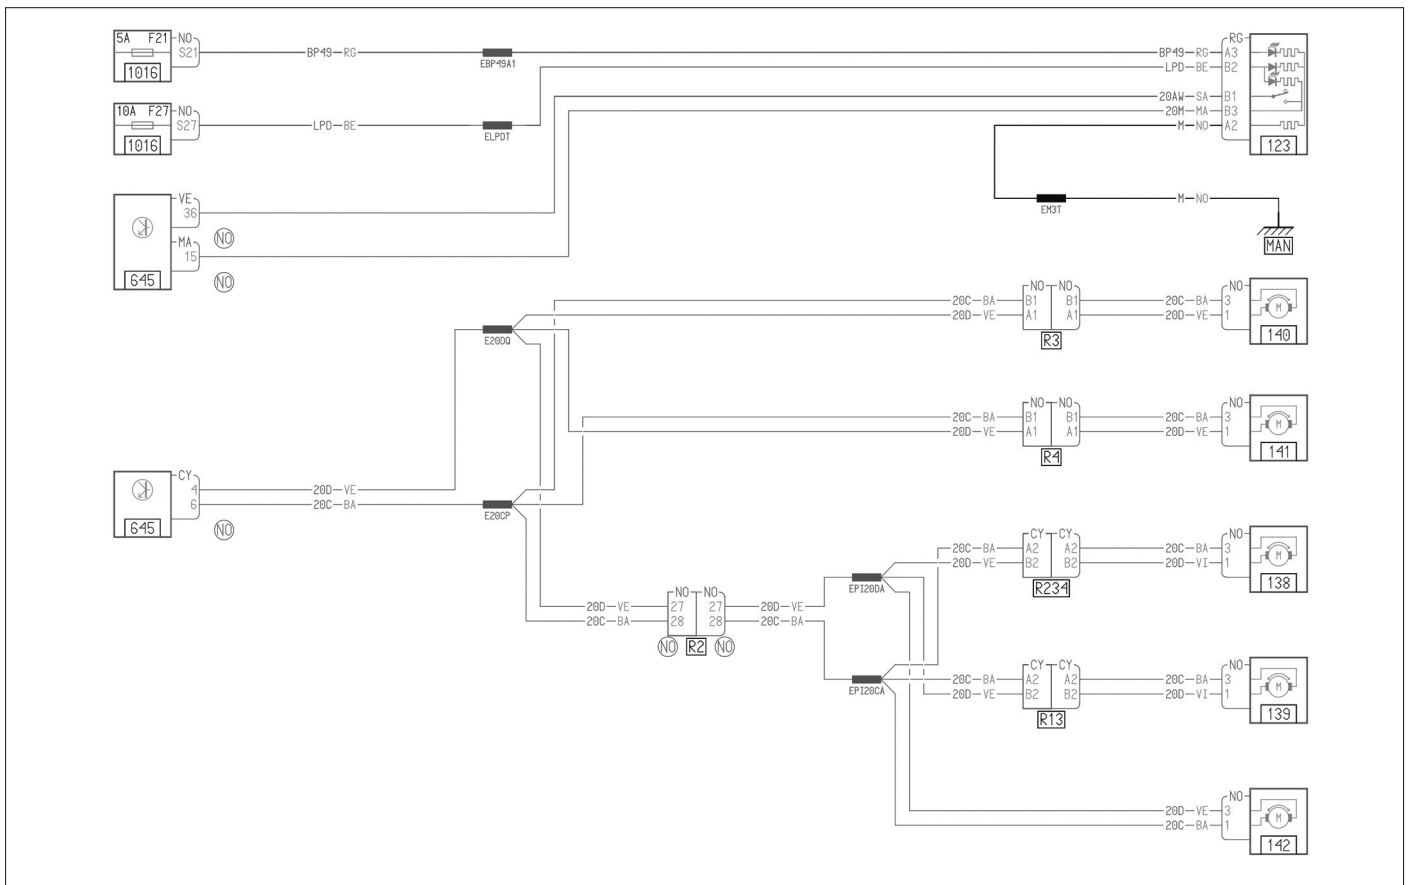 5A F21 NO
S21 BP49 RG BP49 RG A3
1016
EBP49A1
RG
LPD BE B2
10A F27 NO
S27 LPD BE
1016
ELPDT
20AW SA B1
20M MA B3
M NO A2
123
VE
36
NO
MA
15
645
NO
EM3T
M NO
MAN
NO NO NO
20C BA B1 B1 20C BA 3
20D VE A1 A1 20D VE 1
R3
M
140
E20DQ
NO NO NO
20C BA B1 B1 20C BA 3
20D VE A1 A1 20D VE 1
R4
M
141
CY
4 20D VE
6 20C BA
645
NO
E20CP
CY CY NO
20C BA A2 A2 20C BA 3
20D VE B2 B2 20D VI 1
R234
M
138
EPI20DA
NO NO
20D VE 27 27 20D VE
20C BA 28 28 20C BA
NO R2 NO
CY CY NO
20C BA A2 A2 20C BA 3
20D VE B2 B2 20D VI 1
R13
M
139
EPI20CA
NO
20D VE 3
20C BA 1
M
142